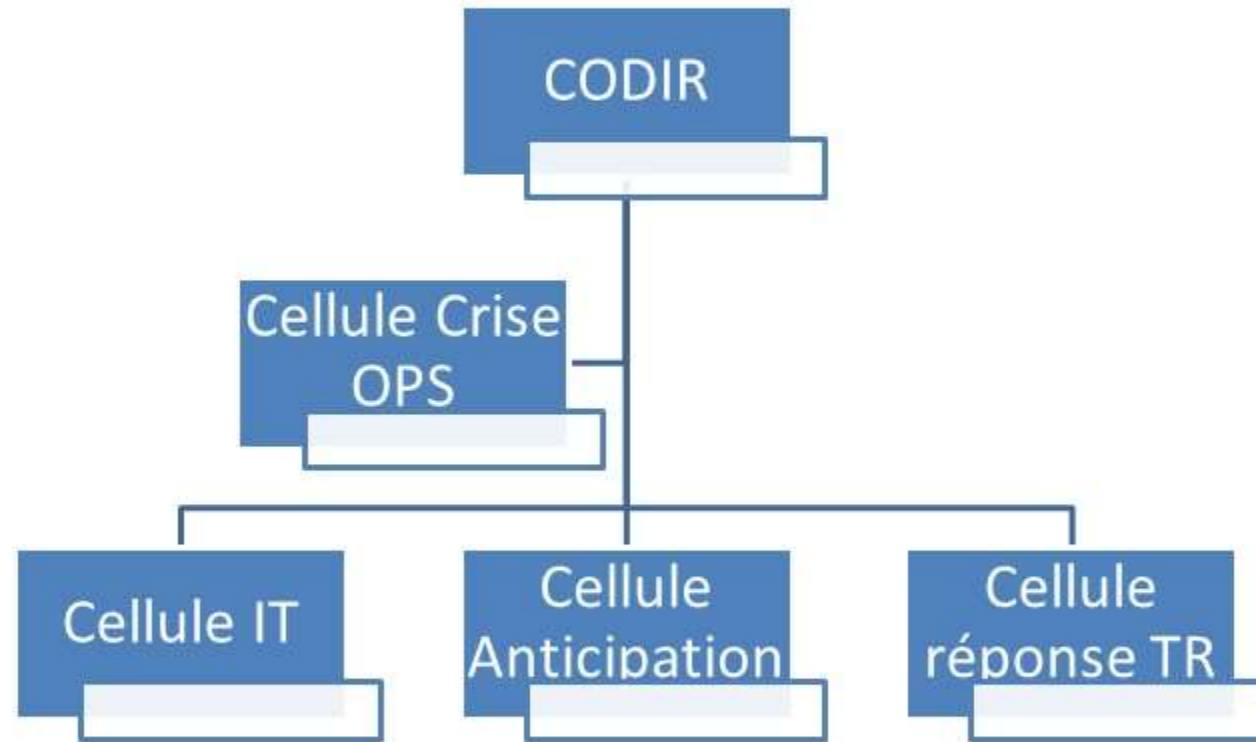 CODIR
Cellule Crise
OPS
Cellule IT
Cellule
Anticipation
Cellule
réponse TR